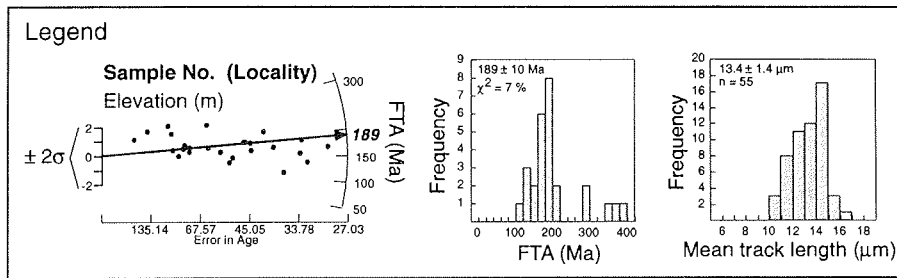 Legend
Sample No. (Locality)
Elevation (m)
± 2σ
2
0
-2
300
189
150
100
50
FTA (Ma)
135.14 67.57 45.05 33.78 27.03
Error in Age
189 ± 10 Ma
χ² = 7 %
Frequency
9
8
7
6
5
4
3
2
1
0 100 200 300 400
FTA (Ma)
13.4 ± 1.4 μm
n = 55
Frequency
20
18
16
14
12
10
8
6
4
2
6 8 10 12 14 16 18
Mean track length (μm)